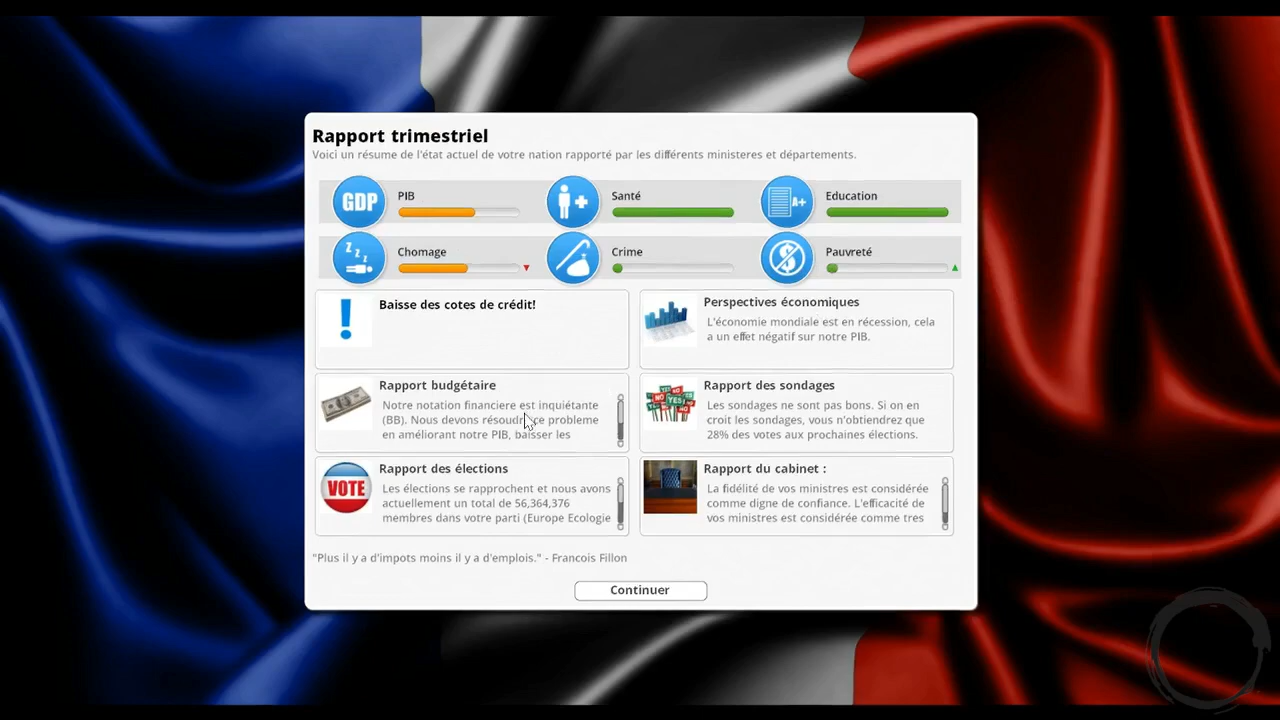 Rapport trimestriel
Voici un résume de l'état actuel de votre nation rapporté par les différents ministeres et départements.
GDP
PIB
Santé
A+
Education
Z Z Z
Chomage
Crime
$
Pauvreté
!
Baisse des cotes de crédit!
Perspectives économiques
L'économie mondiale est en récession, cela
a un effet négatif sur notre PIB.
Rapport budgétaire
Notre notation financiere est inquiétante
(BB). Nous devons résoudre ce probleme
en améliorant notre PIB, baisser les
NO YES NO
Rapport des sondages
Les sondages ne sont pas bons. Si on en
croit les sondages, vous n'obtiendrez que
28% des votes aux prochaines élections.
VOTE
Rapport des élections
Les élections se rapprochent et nous avons
actuellement un total de 56,364,376
membres dans votre parti (Europe Ecologie
Rapport du cabinet :
La fidélité de vos ministres est considérée
comme digne de confiance. L'efficacité de
vos ministres est considérée comme tres
"Plus il y a d'impots moins il y a d'emplois." - Francois Fillon
Continuer